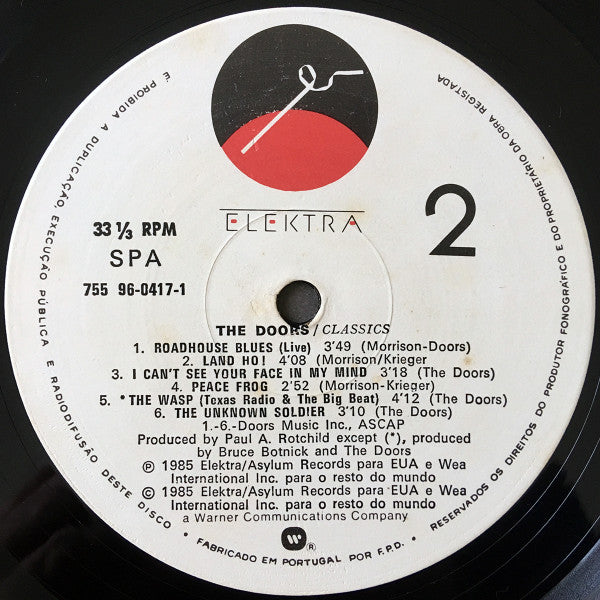 ELEKTRA
2
33 1/3 RPM
SPA
755 96-0417-1
THE DOORS/CLASSICS
1. ROADHOUSE BLUES (Live) 3'49 (Morrison-Doors)
2. LAND HO! 4'08 (Morrison/Krieger
3. I CAN'T SEE YOUR FACE IN MY MIND 3'18 (The Doors)
4. PEACE FROG 2'52 (Morrison-Krieger)
5. *THE WASP (Texas Radio & The Big Beat) 4'12 (The Doors)
6. THE UNKNOWN SOLDIER 3'10 (The Doors)
1.-6.-Doors Music Inc., ASCAP
Produced by Paul A. Rotchild except (*), produced
by Bruce Botnick and The Doors
℗ 1985 Elektra/Asylum Records para EUA e Wea
International Inc. para o resto do mundo
© 1985 Elektra/Asylum Records para EUA e Wea
International Inc. para o resto do mundo
a Warner Communications Company
W ®
É PROIBIDA A DUPLICAÇÃO, EXECUÇÃO PÚBLICA E RADIODIFUSÃO DESTE DISCO • FABRICADO EM PORTUGAL POR F.P.D. • RESERVADOS OS DIREITOS DO PRODUTOR FONOGRÁFICO E DO PROPRIETÁRIO DA OBRA REGISTADA